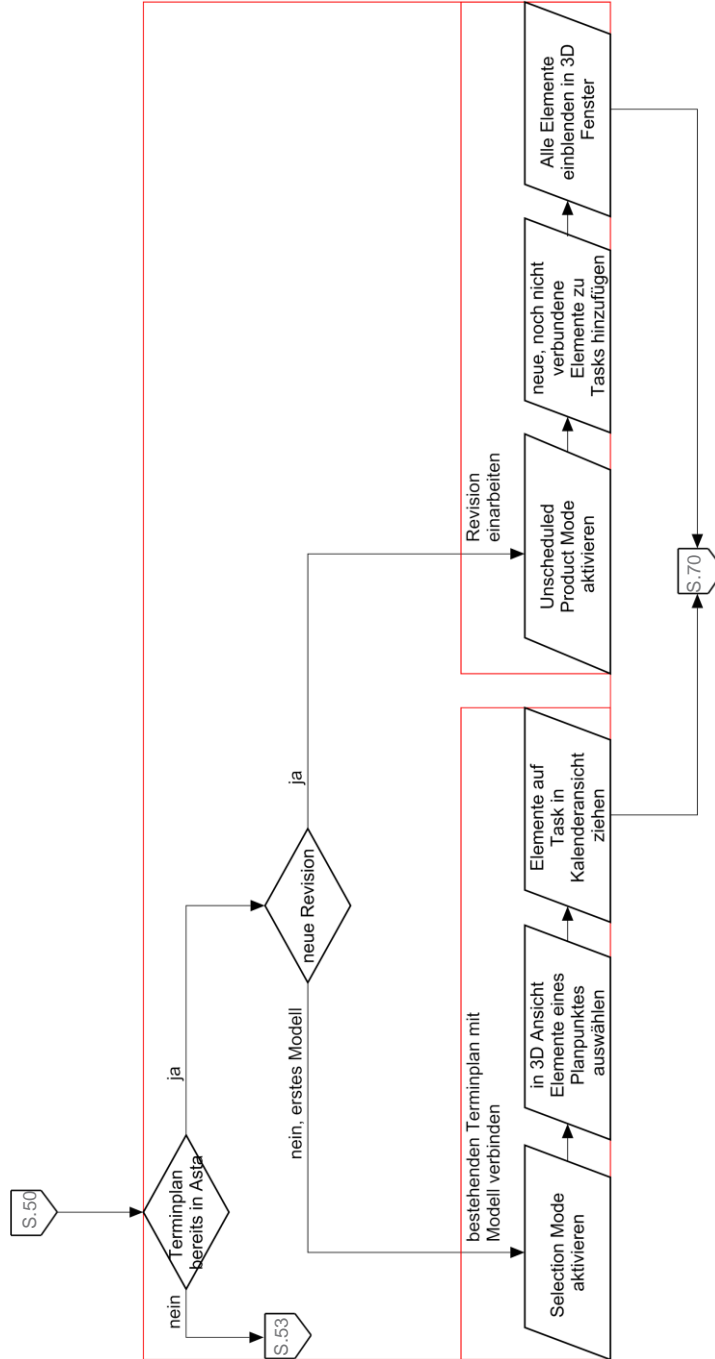 S.50
Terminplan
bereits in Asta
nein
ja
S.53
neue Revision
nein, erstes Modell
ja
bestehenden Terminplan mit
Modell verbinden
Selection Mode
aktivieren
in 3D Ansicht
Elemente eines
Planpunktes
auswählen
Elemente auf
Task in
Kalenderansicht
ziehen
Revision
einarbeiten
Unscheduled
Product Mode
aktivieren
neue, noch nicht
verbundene
Elemente zu
Tasks hinzufügen
Alle Elemente
einblenden in 3D
Fenster
S.70